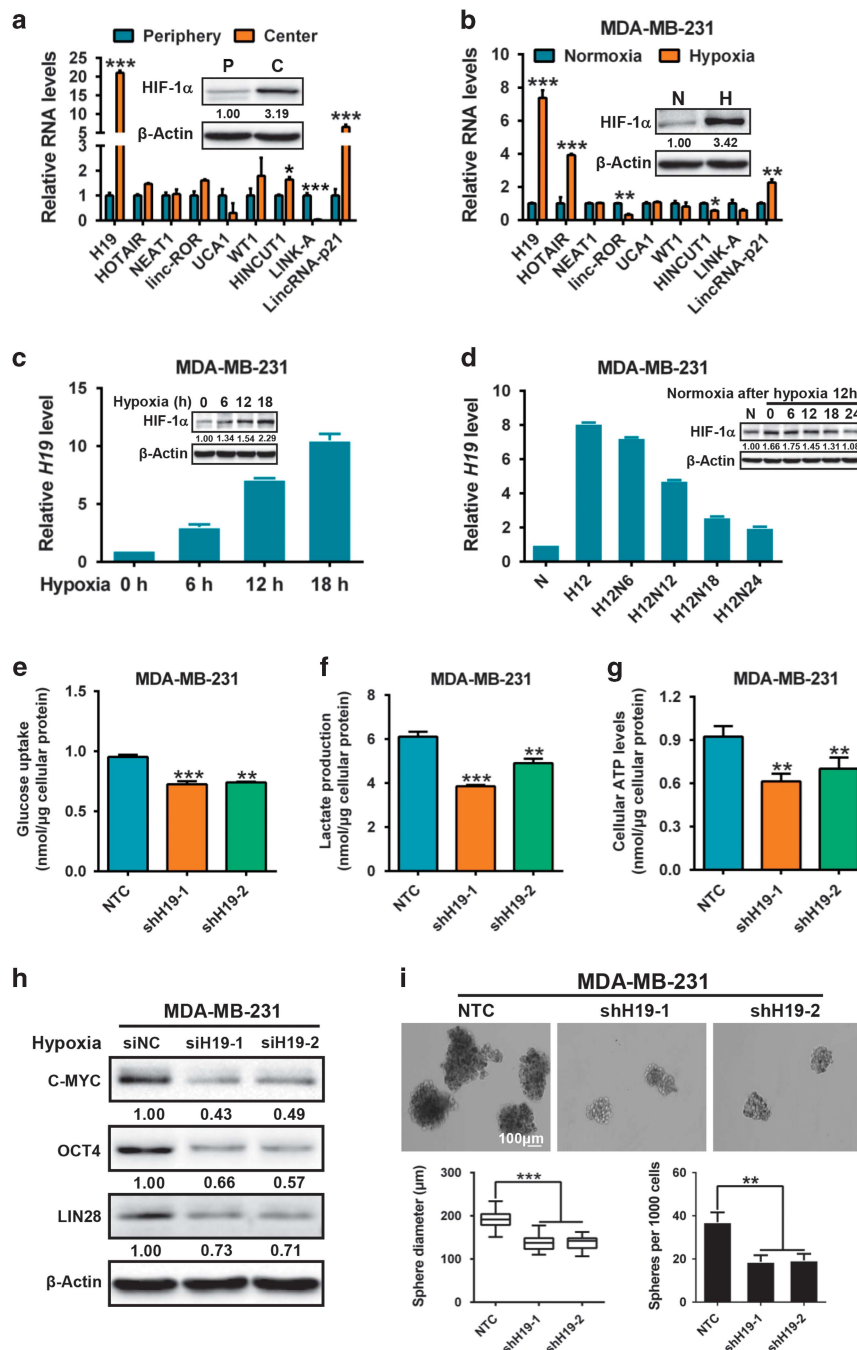 a
Periphery Center
Relative RNA levels
25
20
15
10
5
3
2
1
0
***
* ***
***
P C
HIF-1α
1.00 3.19
β-Actin
H19
HOTAIR
NEAT1
linc-ROR
UCA1
WT1
HINCUT1
LINK-A
LincRNA-p21
b
MDA-MB-231
Normoxia Hypoxia
Relative RNA levels
10
8
6
4
2
0
***
***
**
*
**
N H
HIF-1α
1.00 3.42
β-Actin
H19
HOTAIR
NEAT1
linc-ROR
UCA1
WT1
HINCUT1
LINK-A
LincRNA-p21
c
MDA-MB-231
Relative H19 level
15
10
5
0
Hypoxia (h) 0 6 12 18
HIF-1α
1.00 1.34 1.54 2.29
β-Actin
Hypoxia 0 h 6 h 12 h 18 h
d
MDA-MB-231
Relative H19 level
8
6
4
2
0
Normoxia after hypoxia 12h
N 0 6 12 18 24
HIF-1α
1.00 1.66 1.75 1.45 1.31 1.08
β-Actin
N
H12
H12N6
H12N12
H12N18
H12N24
e
MDA-MB-231
Glucose uptake
(nmol/μg cellular protein)
1.5
1.0
0.5
0.0
*** **
NTC
shH19-1
shH19-2
f
MDA-MB-231
Lactate production
(nmol/μg cellular protein)
8
6
4
2
0
*** **
NTC
shH19-1
shH19-2
g
MDA-MB-231
Cellular ATP levels
(nmol/μg cellular protein)
1.2
0.9
0.6
0.3
0.0
** **
NTC
shH19-1
shH19-2
h
MDA-MB-231
Hypoxia siNC siH19-1 siH19-2
C-MYC
1.00 0.43 0.49
OCT4
1.00 0.66 0.57
LIN28
1.00 0.73 0.71
β-Actin
i
MDA-MB-231
NTC shH19-1 shH19-2
100μm
Sphere diameter (μm)
300
200
100
0
***
NTC
shH19-1
shH19-2
Spheres per 1000 cells
60
40
20
0
**
NTC
shH19-1
shH19-2